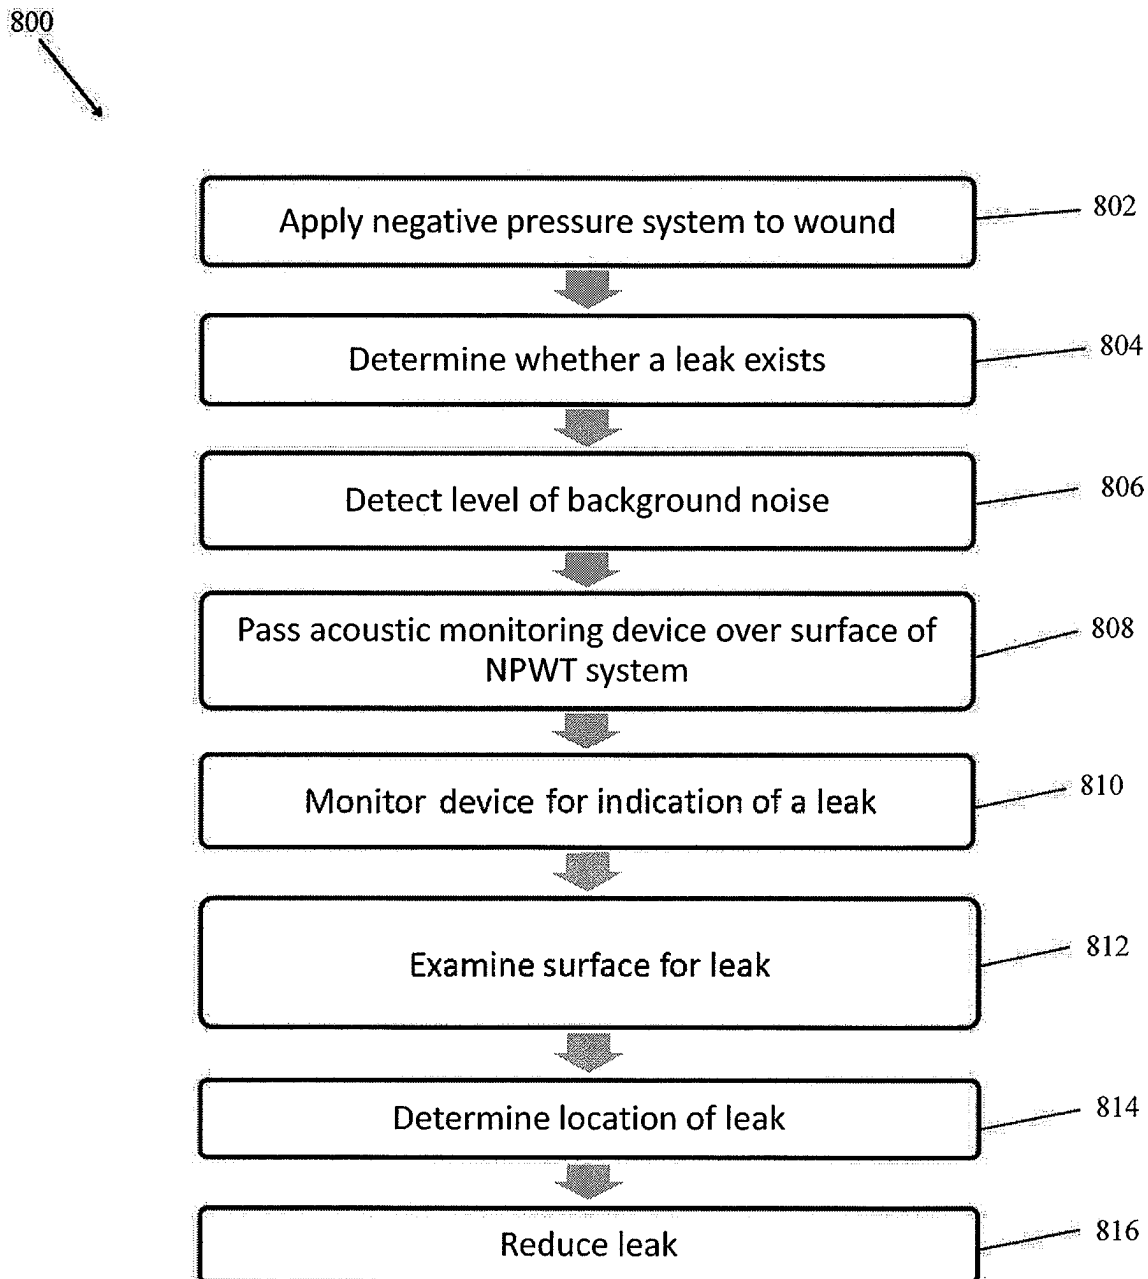 800
Apply negative pressure system to wound
802
Determine whether a leak exists
804
Detect level of background noise
806
Pass acoustic monitoring device over surface of
NPWT system
808
Monitor device for indication of a leak
810
Examine surface for leak
812
Determine location of leak
814
Reduce leak
816